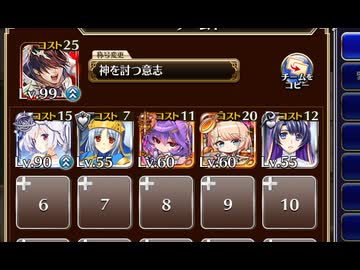 コスト25
称号変更
神を討つ意志
Lv.99
チームを
コピー
コスト15
コスト 7
コスト11
コスト20
コスト12
Lv.90
Lv.55
Lv.60
Lv.60
Lv.55
6
7
8
9
10